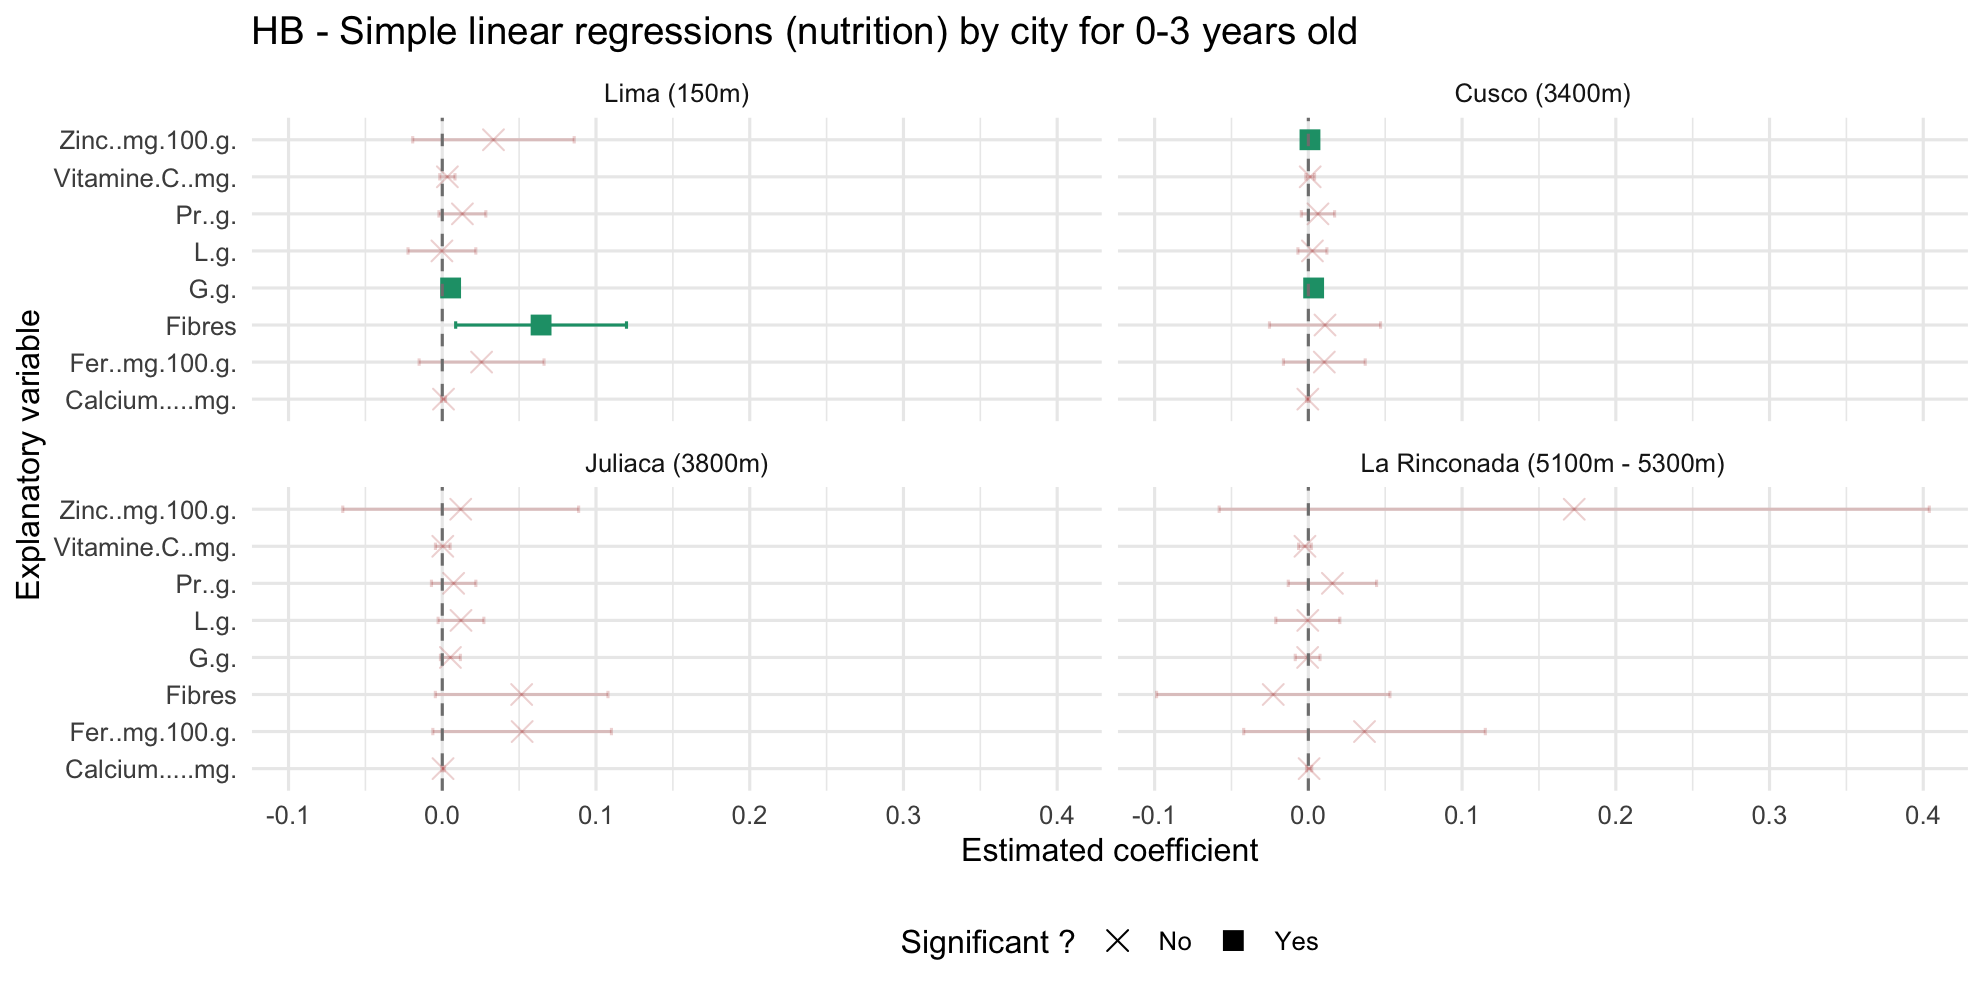 HB - Simple linear regressions (nutrition) by city for 0-3 years old
Lima (150m)
Cusco (3400m)
Zinc..mg.100.g.
Vitamine.C..mg.
Pr..g.
L.g.
G.g.
Fibres
Fer..mg.100.g.
Calcium.....mg.
Juliaca (3800m)
La Rinconada (5100m - 5300m)
Zinc..mg.100.g.
Vitamine.C..mg.
Pr..g.
L.g.
G.g.
Fibres
Fer..mg.100.g.
Calcium.....mg.
Explanatory variable
-0.1 0.0 0.1 0.2 0.3 0.4
-0.1 0.0 0.1 0.2 0.3 0.4
Estimated coefficient
Significant ? No Yes